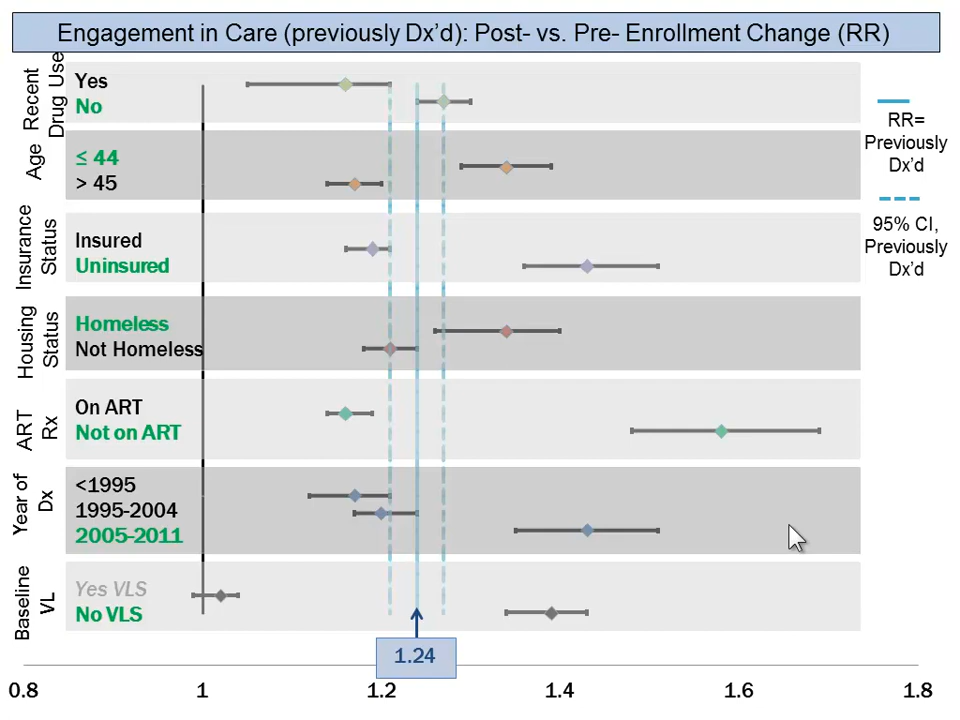 Engagement in Care (previously Dx'd): Post- vs. Pre- Enrollment Change (RR)
Recent
Drug Use
Yes
No
Age
≤ 44
> 45
Insurance
Status
Insured
Uninsured
Housing
Status
Homeless
Not Homeless
ART
Rx
On ART
Not on ART
Year of
Dx
<1995
1995-2004
2005-2011
Baseline
VL
Yes VLS
No VLS
RR=
Previously
Dx'd
95% CI,
Previously
Dx'd
1.24
0.8 1 1.2 1.4 1.6 1.8